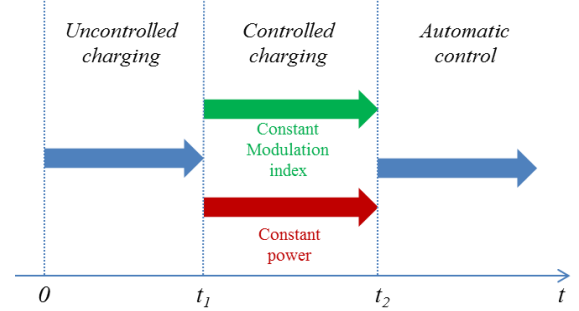 Uncontrolled
charging
Controlled
charging
Automatic
control
Constant
Modulation
index
Constant
power
0
t1
t2
t